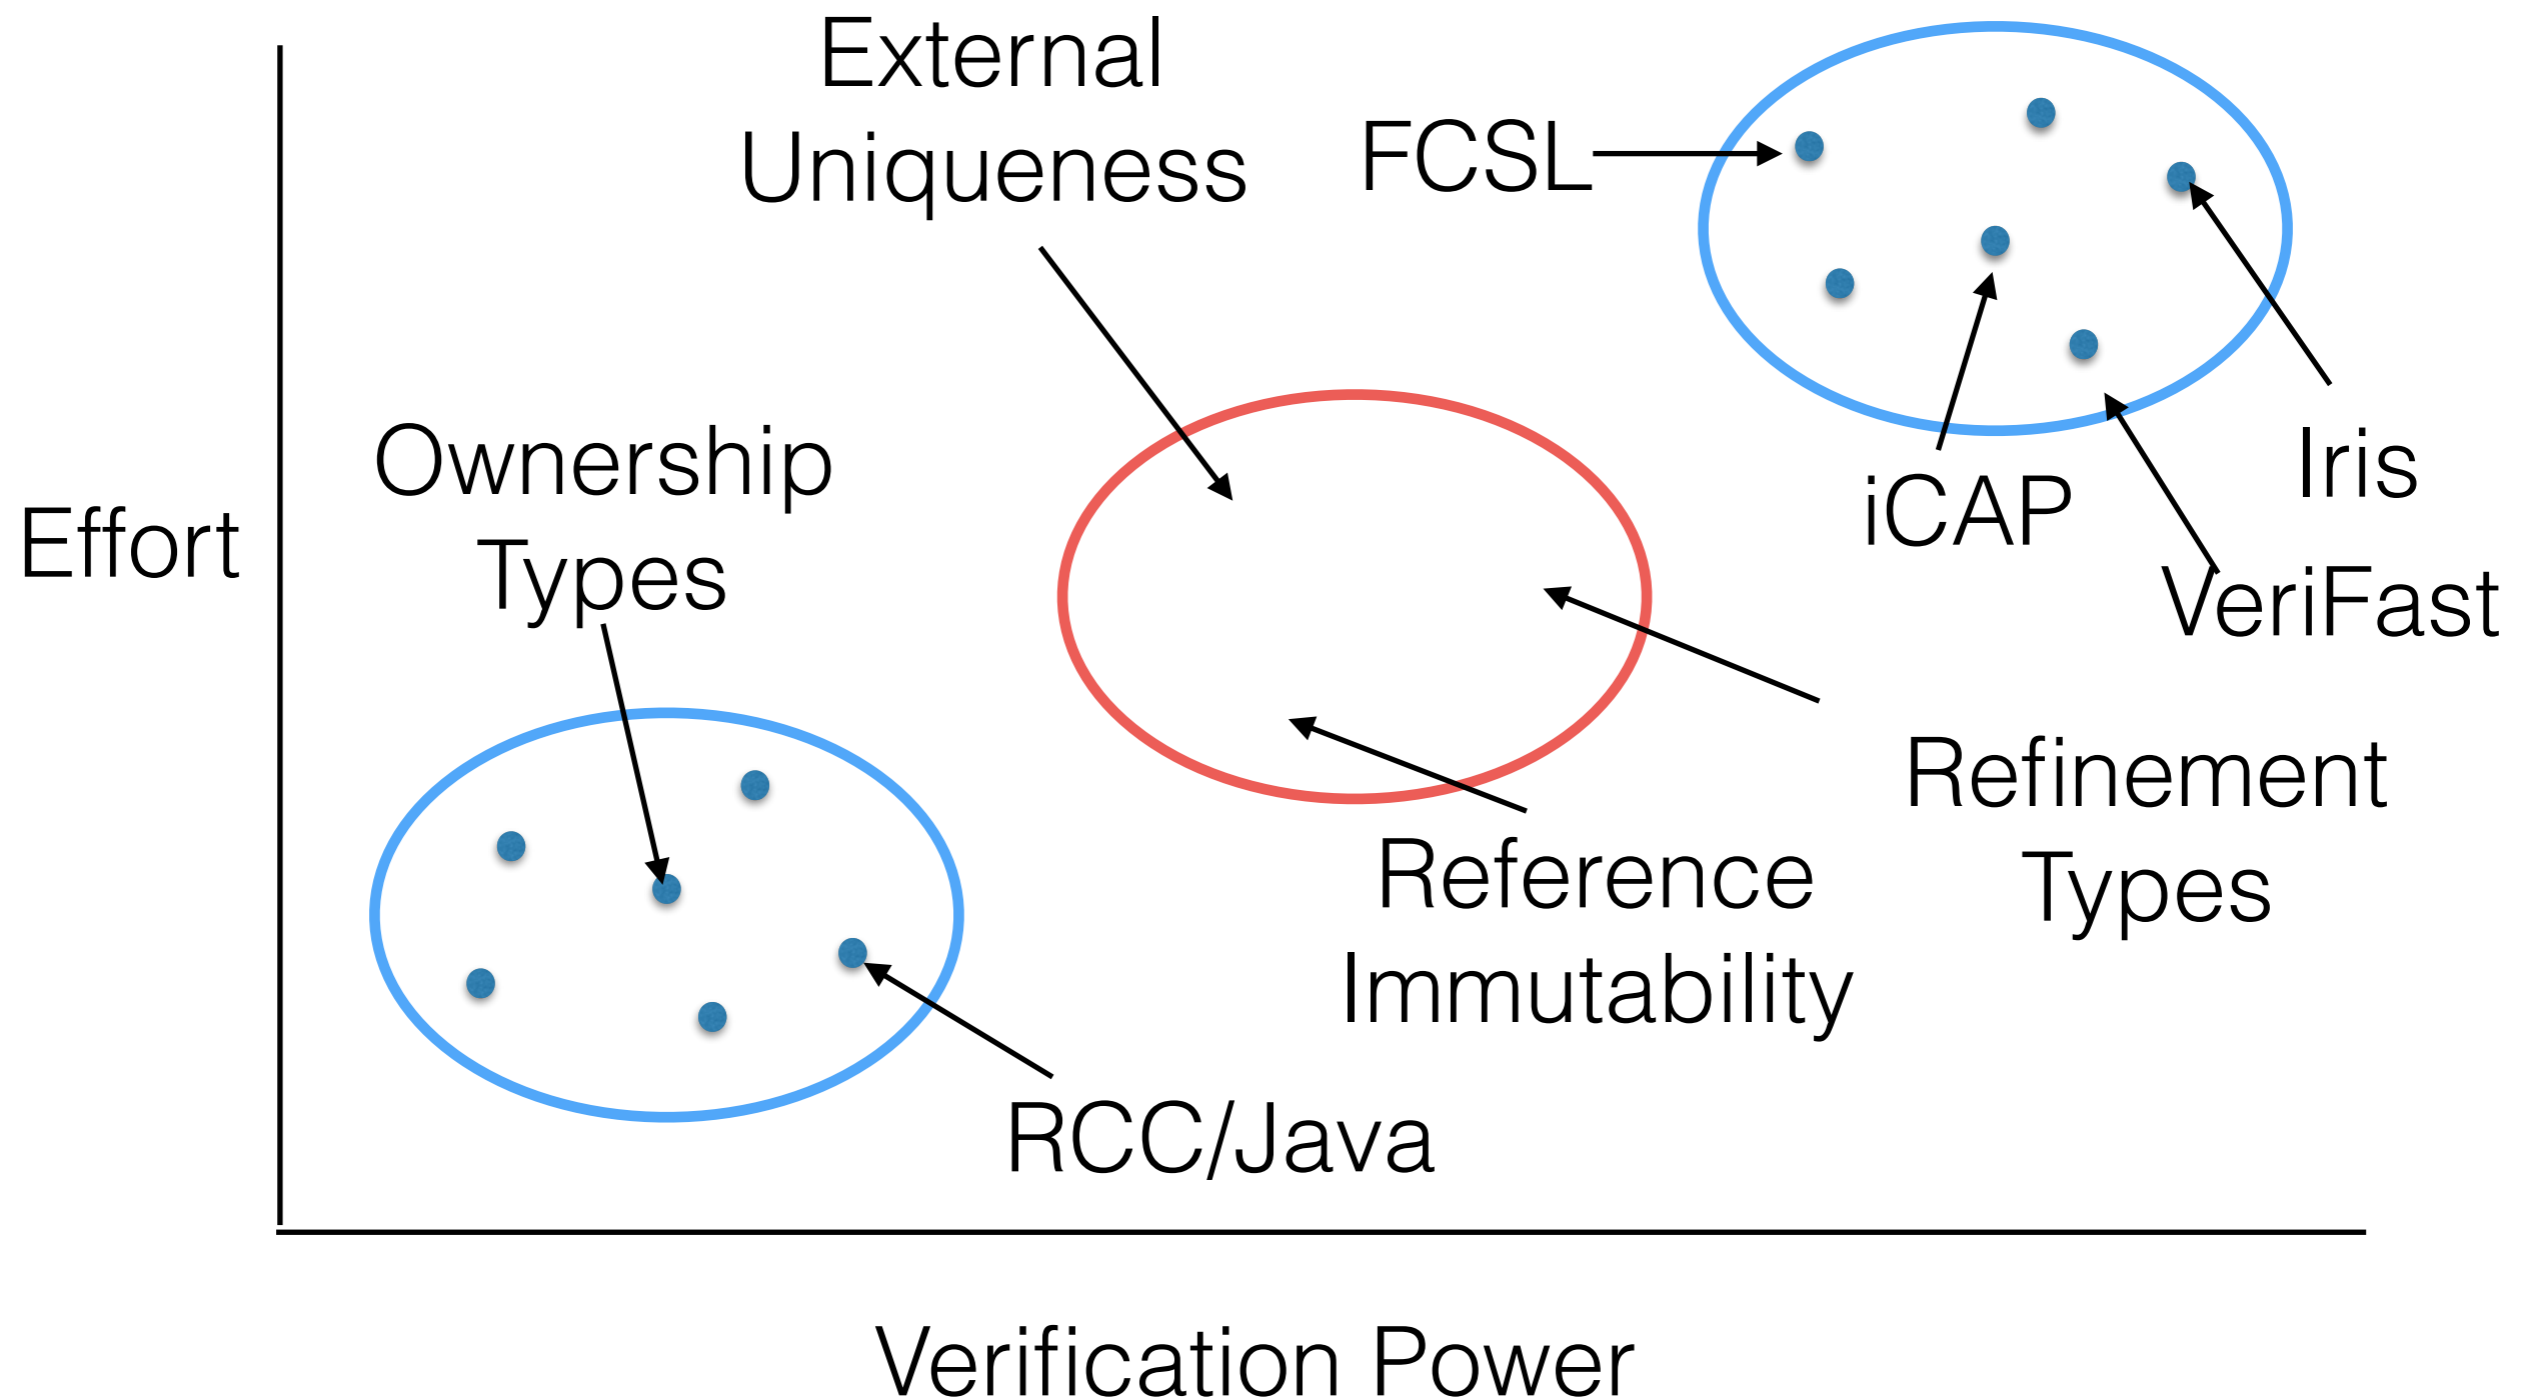 External
Uniqueness
FCSL
Ownership
Types
Effort
iCAP
Iris
VeriFast
Refinement
Types
Reference
Immutability
RCC/Java
Verification Power